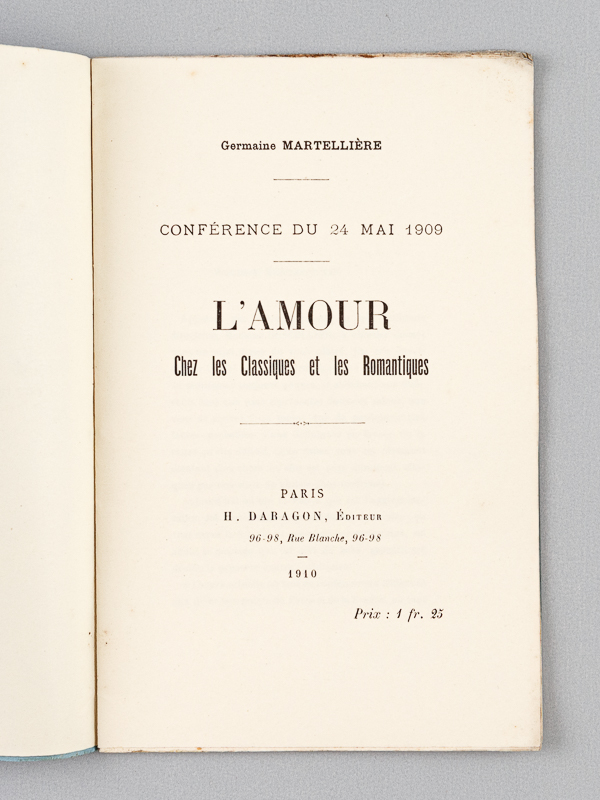 Germaine MARTELLIÈRE
CONFÉRENCE DU 24 MAI 1909
L'AMOUR
Chez les Classiques et les Romantiques
PARIS
H. DARAGON, Éditeur
96-98, Rue Blanche, 96-98
1910
Prix : 1 fr. 25